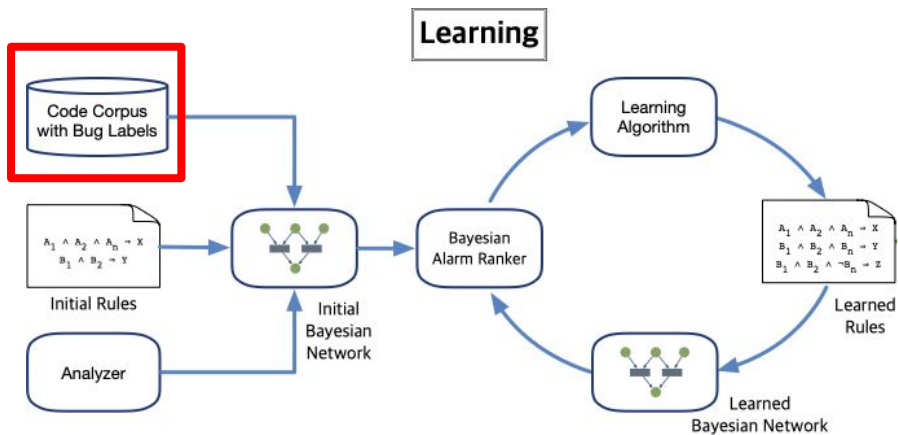 Learning
Code Corpus
with Bug Labels
A₁ ∧ A₂ ∧ Aₙ → X
B₁ ∧ B₂ → Y
Initial Rules
Analyzer
Initial
Bayesian
Network
Bayesian
Alarm Ranker
Learning
Algorithm
A₁ ∧ A₂ ∧ Aₙ → X
B₁ ∧ B₂ ∧ Bₙ → Y
B₁ ∧ B₂ ∧ ¬Bₙ → Z
Learned
Rules
Learned
Bayesian Network